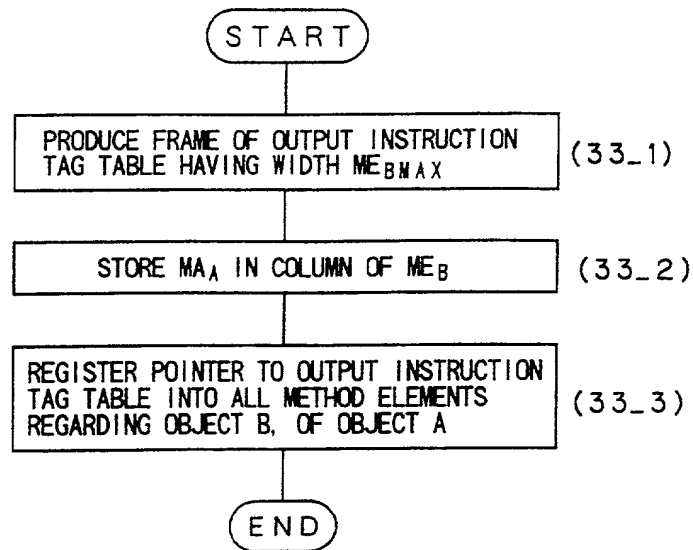 START
PRODUCE FRAME OF OUTPUT INSTRUCTION
TAG TABLE HAVING WIDTH ME_BMAX
(33_1)
STORE MA_A IN COLUMN OF ME_B
(33_2)
REGISTER POINTER TO OUTPUT INSTRUCTION
TAG TABLE INTO ALL METHOD ELEMENTS
REGARDING OBJECT B, OF OBJECT A
(33_3)
END